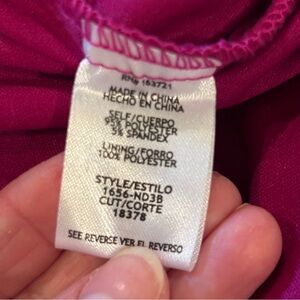 RN# 163721
MADE IN CHINA
HECHO EN CHINA
SELF/CUERPO
95% POLYESTER
5% SPANDEX
LINING/FORRO
100% POLYESTER
STYLE/ESTILO
1656-ND3B
CUT/CORTE
18378
SEE REVERSE VER EL REVERSO